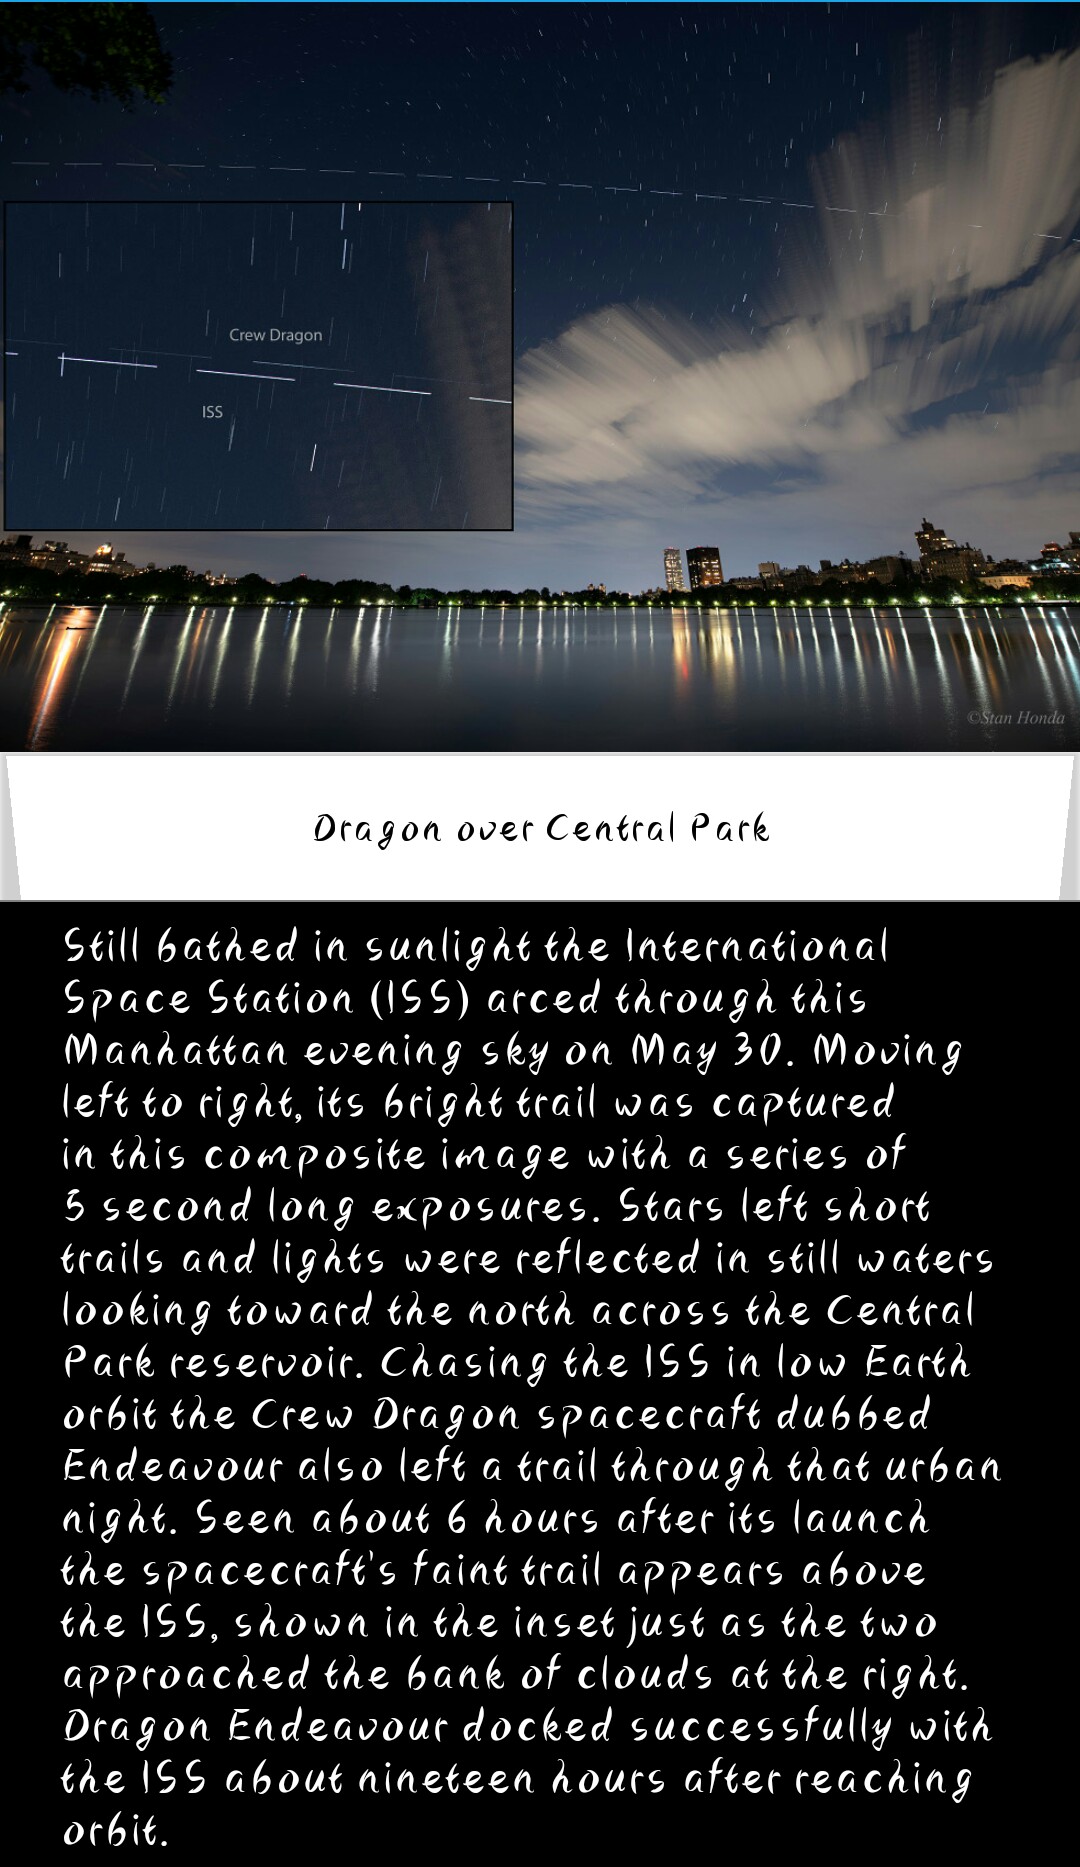 Crew Dragon
ISS
©Stan Honda
Dragon over Central Park
Still bathed in sunlight the International
Space Station (ISS) arced through this
Manhattan evening sky on May 30. Moving
left to right, its bright trail was captured
in this composite image with a series of
5 second long exposures. Stars left short
trails and lights were reflected in still waters
looking toward the north across the Central
Park reservoir. Chasing the ISS in low Earth
orbit the Crew Dragon spacecraft dubbed
Endeavour also left a trail through that urban
night. Seen about 6 hours after its launch
the spacecraft's faint trail appears above
the ISS, shown in the inset just as the two
approached the bank of clouds at the right.
Dragon Endeavour docked successfully with
the ISS about nineteen hours after reaching
orbit.